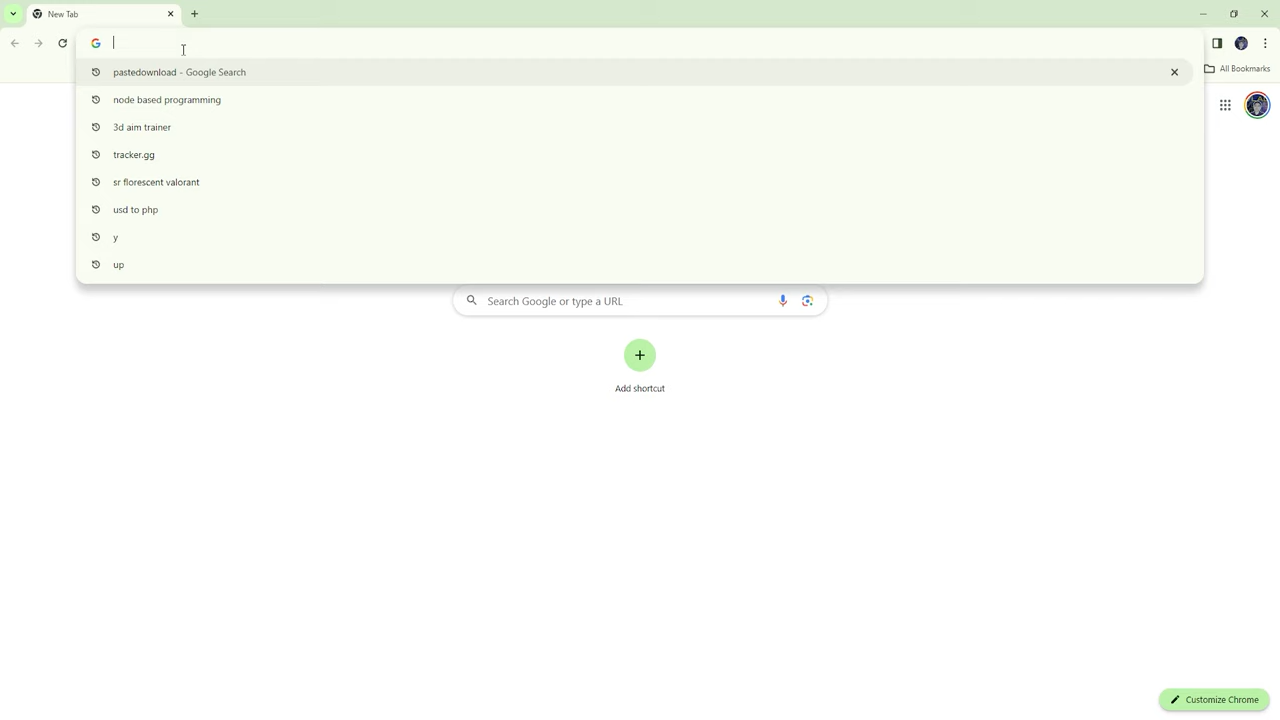 New Tab
All Bookmarks
pastedownload - Google Search
node based programming
3d aim trainer
tracker.gg
sr florescent valorant
usd to php
y
up
Search Google or type a URL
Add shortcut
Customize Chrome